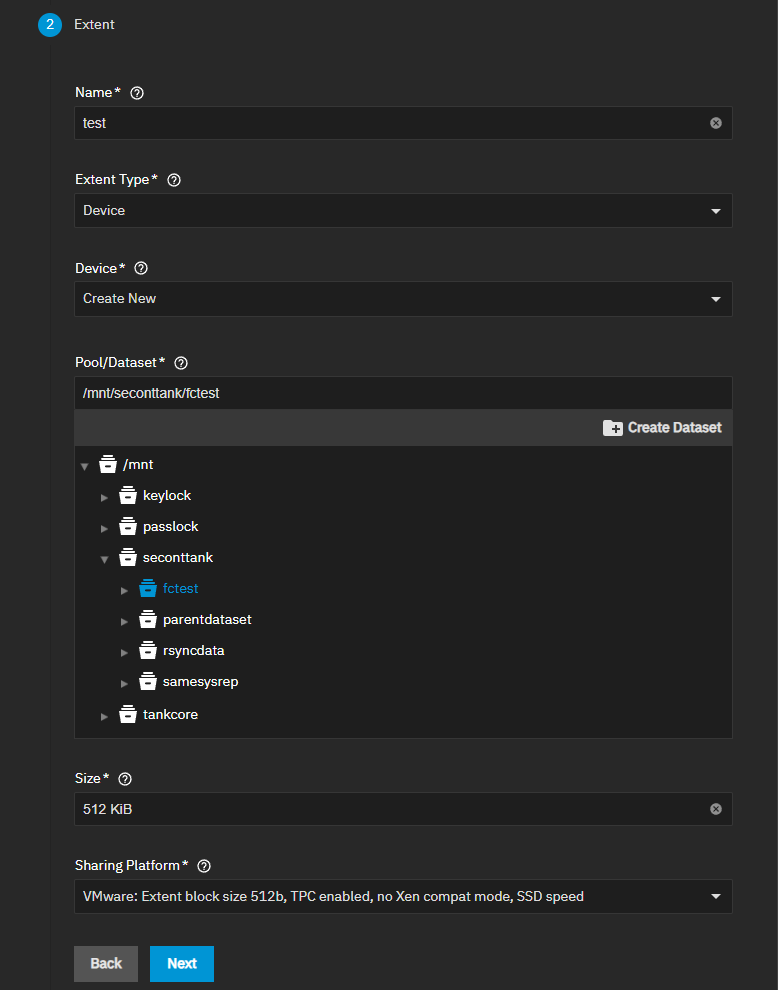 2 Extent
Name* ?
test
Extent Type* ?
Device
Device* ?
Create New
Pool/Dataset* ?
/mnt/seconttank/fctest
Create Dataset
/mnt
keylock
passlock
seconttank
fctest
parentdataset
rsyncdata
samesysrep
tankcore
Size* ?
512 KiB
Sharing Platform* ?
VMware: Extent block size 512b, TPC enabled, no Xen compat mode, SSD speed
Back Next